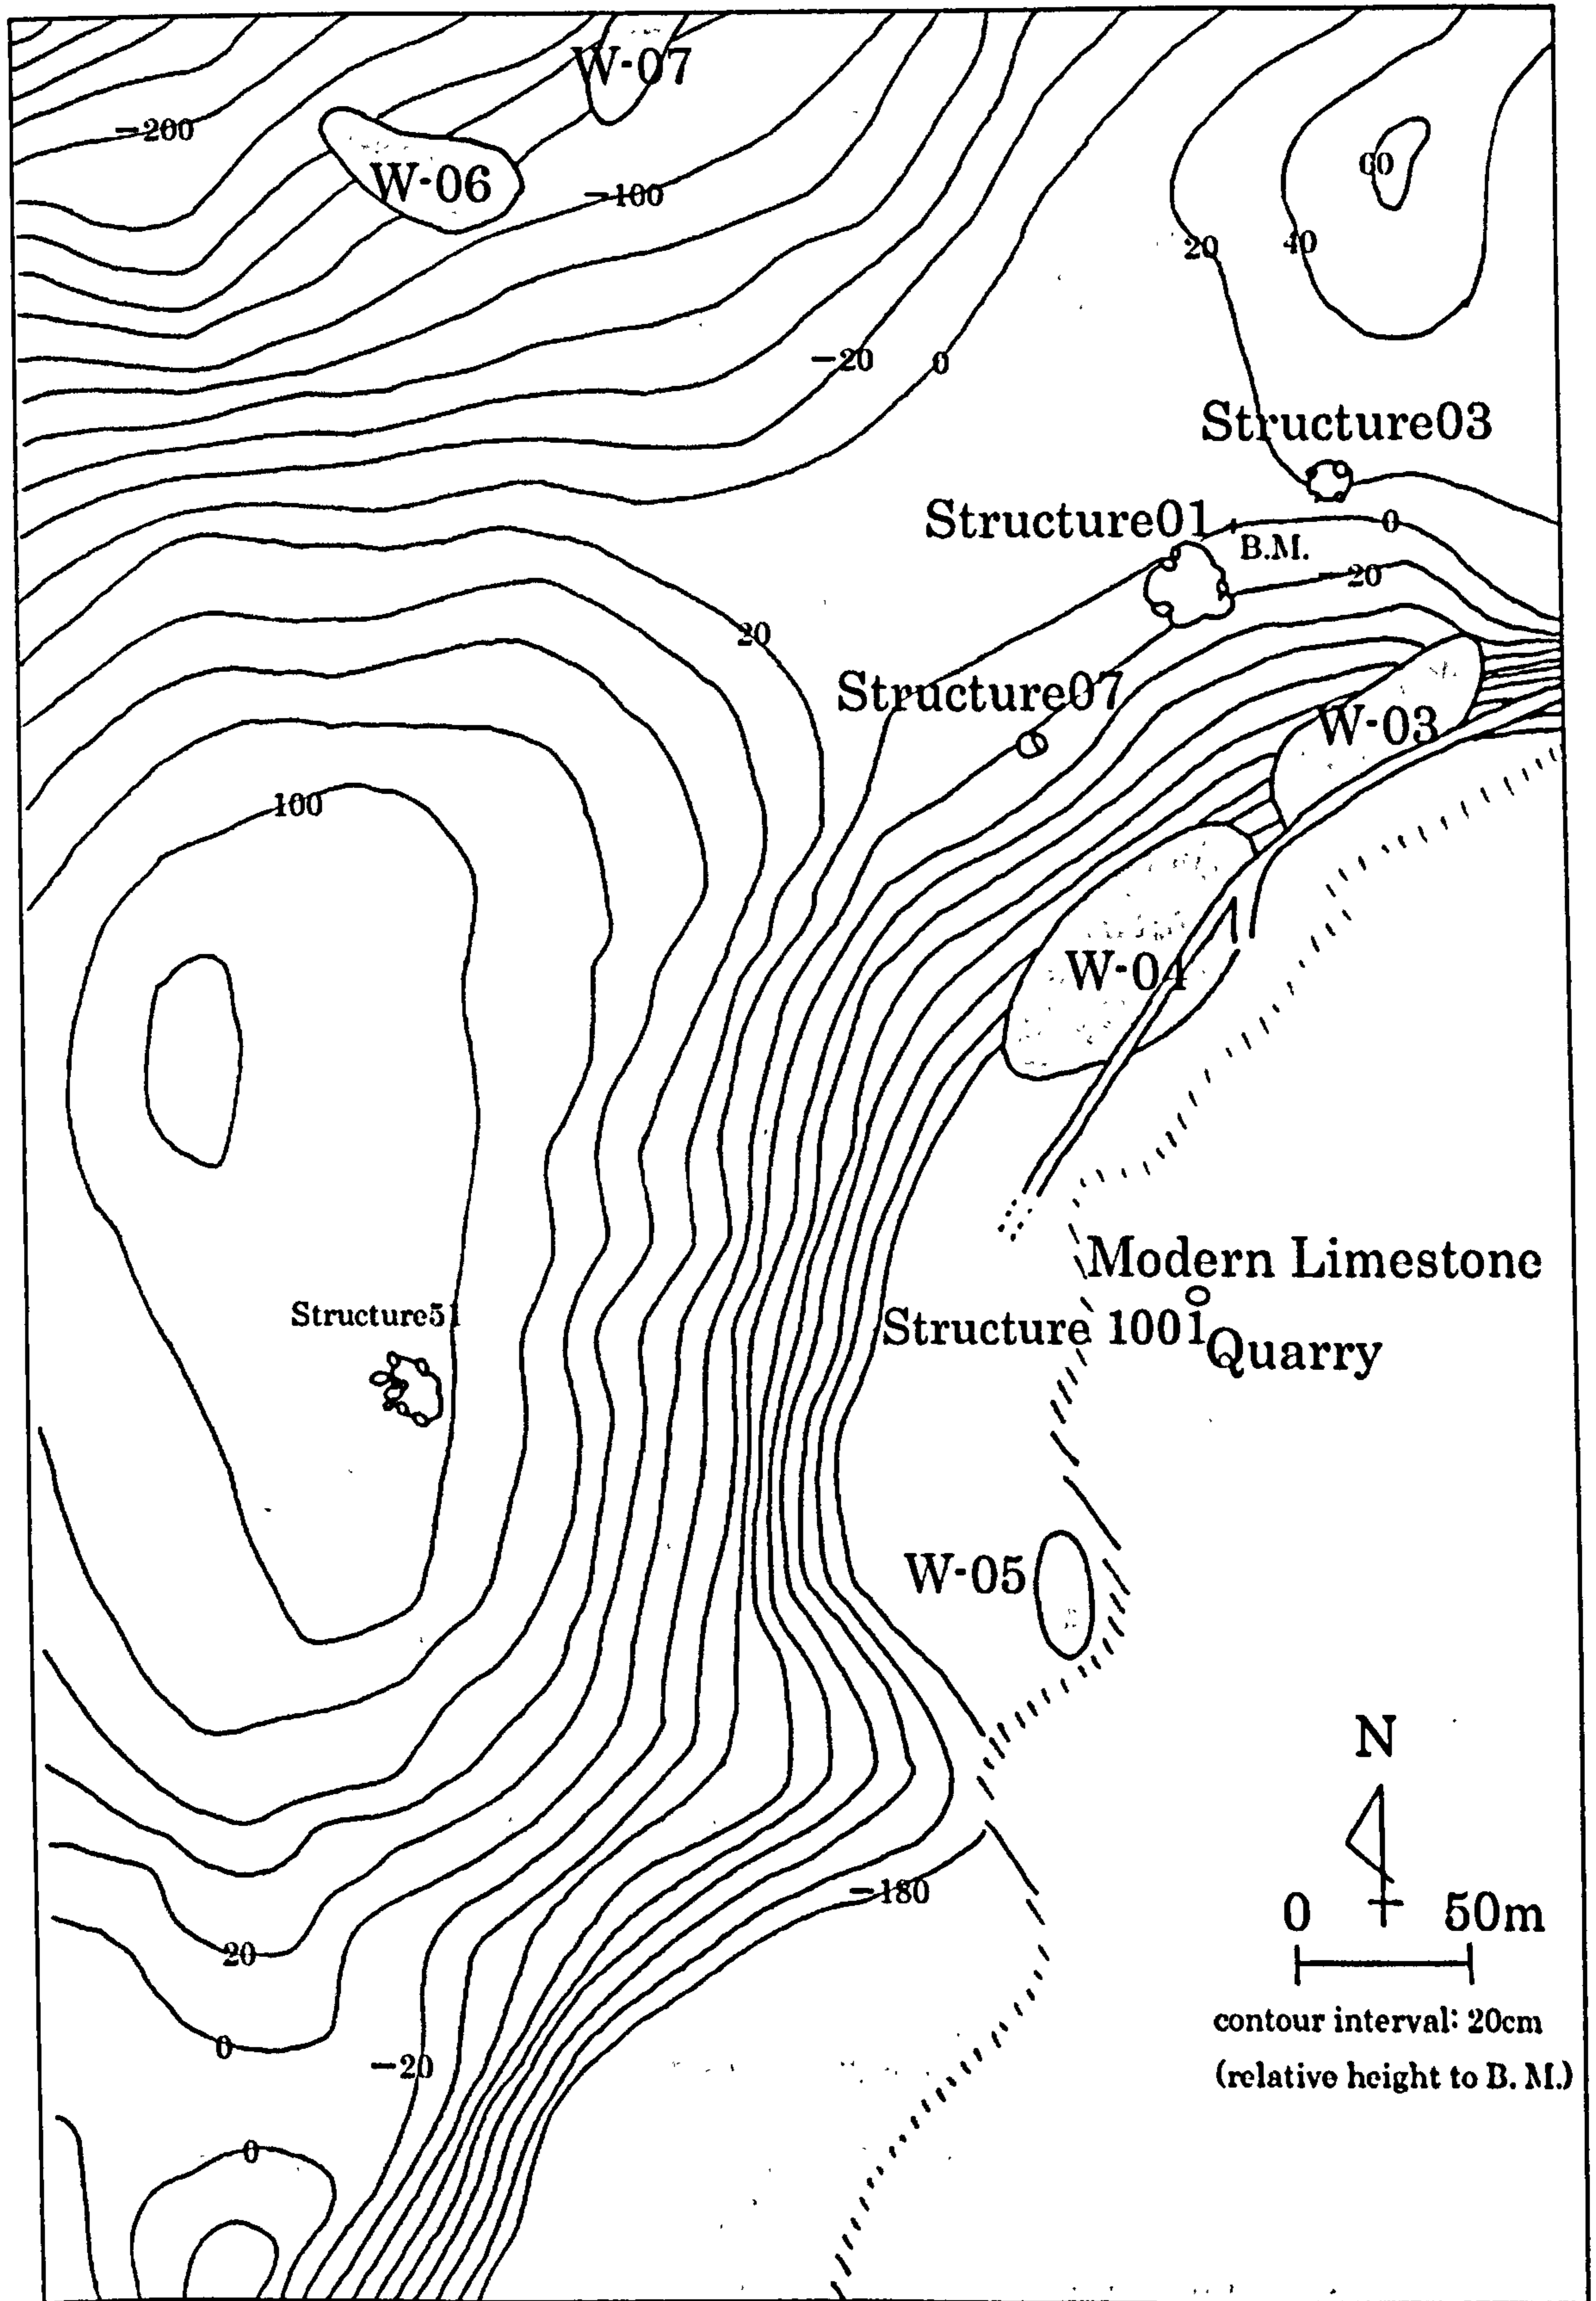 W-07
-200
W-06
-100
60
20
40
-20
0
Structure03
Structure01
0
B.M.
-20
20
Structure07
W-03
100
W-04
Modern Limestone
Structure51
Structure 1001
Quarry
W-05
N
-180
0
50m
20
contour interval: 20cm
0
-20
(relative height to B. M.)
0